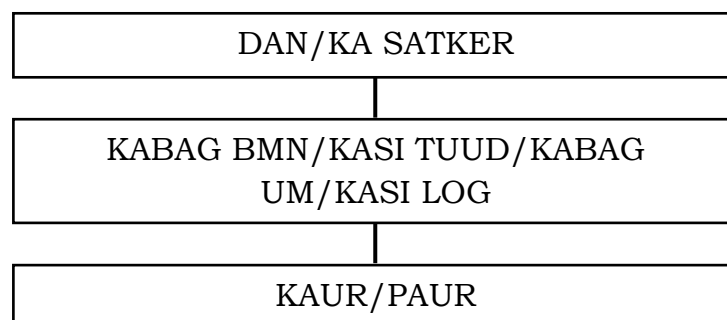 DAN/KA SATKER
KABAG BMN/KASI TUUD/KABAG
UM/KASI LOG
KAUR/PAUR